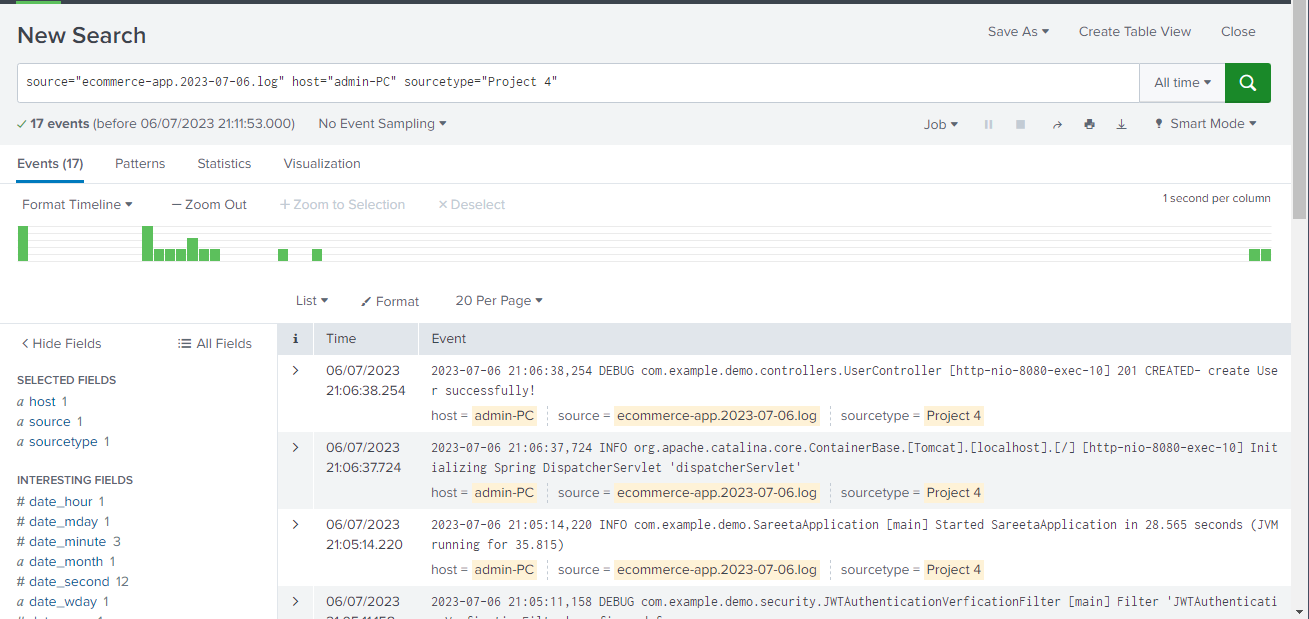 New Search
Save As
Create Table View
Close
source="ecommerce-app.2023-07-06.log" host="admin-PC" sourcetype="Project 4"
All time
17 events (before 06/07/2023 21:11:53.000)
No Event Sampling
Job
Smart Mode
Events (17)
Patterns
Statistics
Visualization
Format Timeline
— Zoom Out
+ Zoom to Selection
× Deselect
1 second per column
List
Format
20 Per Page
Hide Fields
All Fields
SELECTED FIELDS
a host 1
a source 1
a sourcetype 1
INTERESTING FIELDS
# date_hour 1
# date_mday 1
# date_minute 3
a date_month 1
# date_second 12
a date_wday 1
i
Time
Event
06/07/2023
21:06:38.254
2023-07-06 21:06:38,254 DEBUG com.example.demo.controllers.UserController [http-nio-8080-exec-10] 201 CREATED- create Use
r successfully!
host = admin-PC
source = ecommerce-app.2023-07-06.log
sourcetype = Project 4
06/07/2023
21:06:37.724
2023-07-06 21:06:37,724 INFO org.apache.catalina.core.ContainerBase.[Tomcat].[localhost].[/] [http-nio-8080-exec-10] Init
ializing Spring DispatcherServlet 'dispatcherServlet'
host = admin-PC
source = ecommerce-app.2023-07-06.log
sourcetype = Project 4
06/07/2023
21:05:14.220
2023-07-06 21:05:14,220 INFO com.example.demo.SareetaApplication [main] Started SareetaApplication in 28.565 seconds (JVM
running for 35.815)
host = admin-PC
source = ecommerce-app.2023-07-06.log
sourcetype = Project 4
06/07/2023
2023-07-06 21:05:11,158 DEBUG com.example.demo.security.JWTAuthenticationVerficationFilter [main] Filter 'JWTAuthenticati